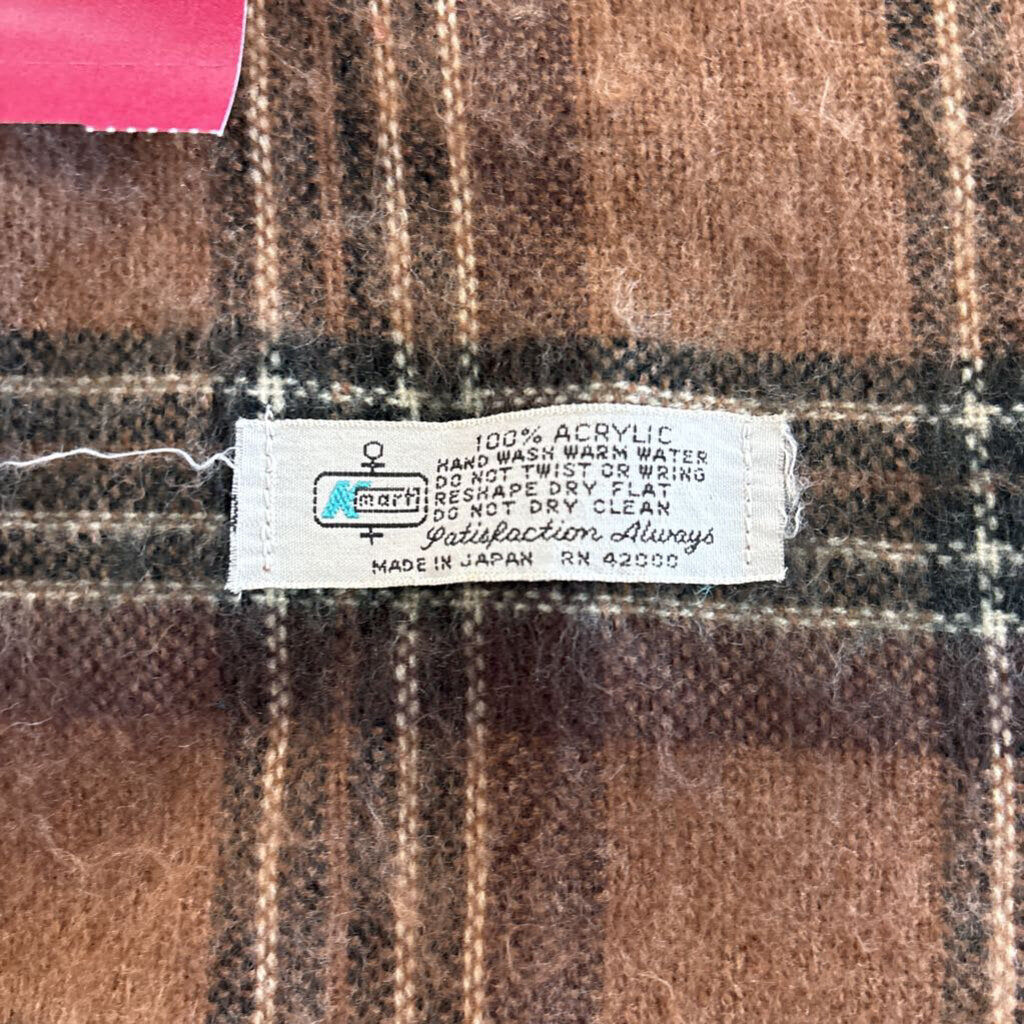 100% ACRYLIC
HAND WASH WARM WATER
DO NOT TWIST OR WRING
Kmart
RESHAPE DRY FLAT
DO NOT DRY CLEAN
Satisfaction Always
MADE IN JAPAN RN 42000